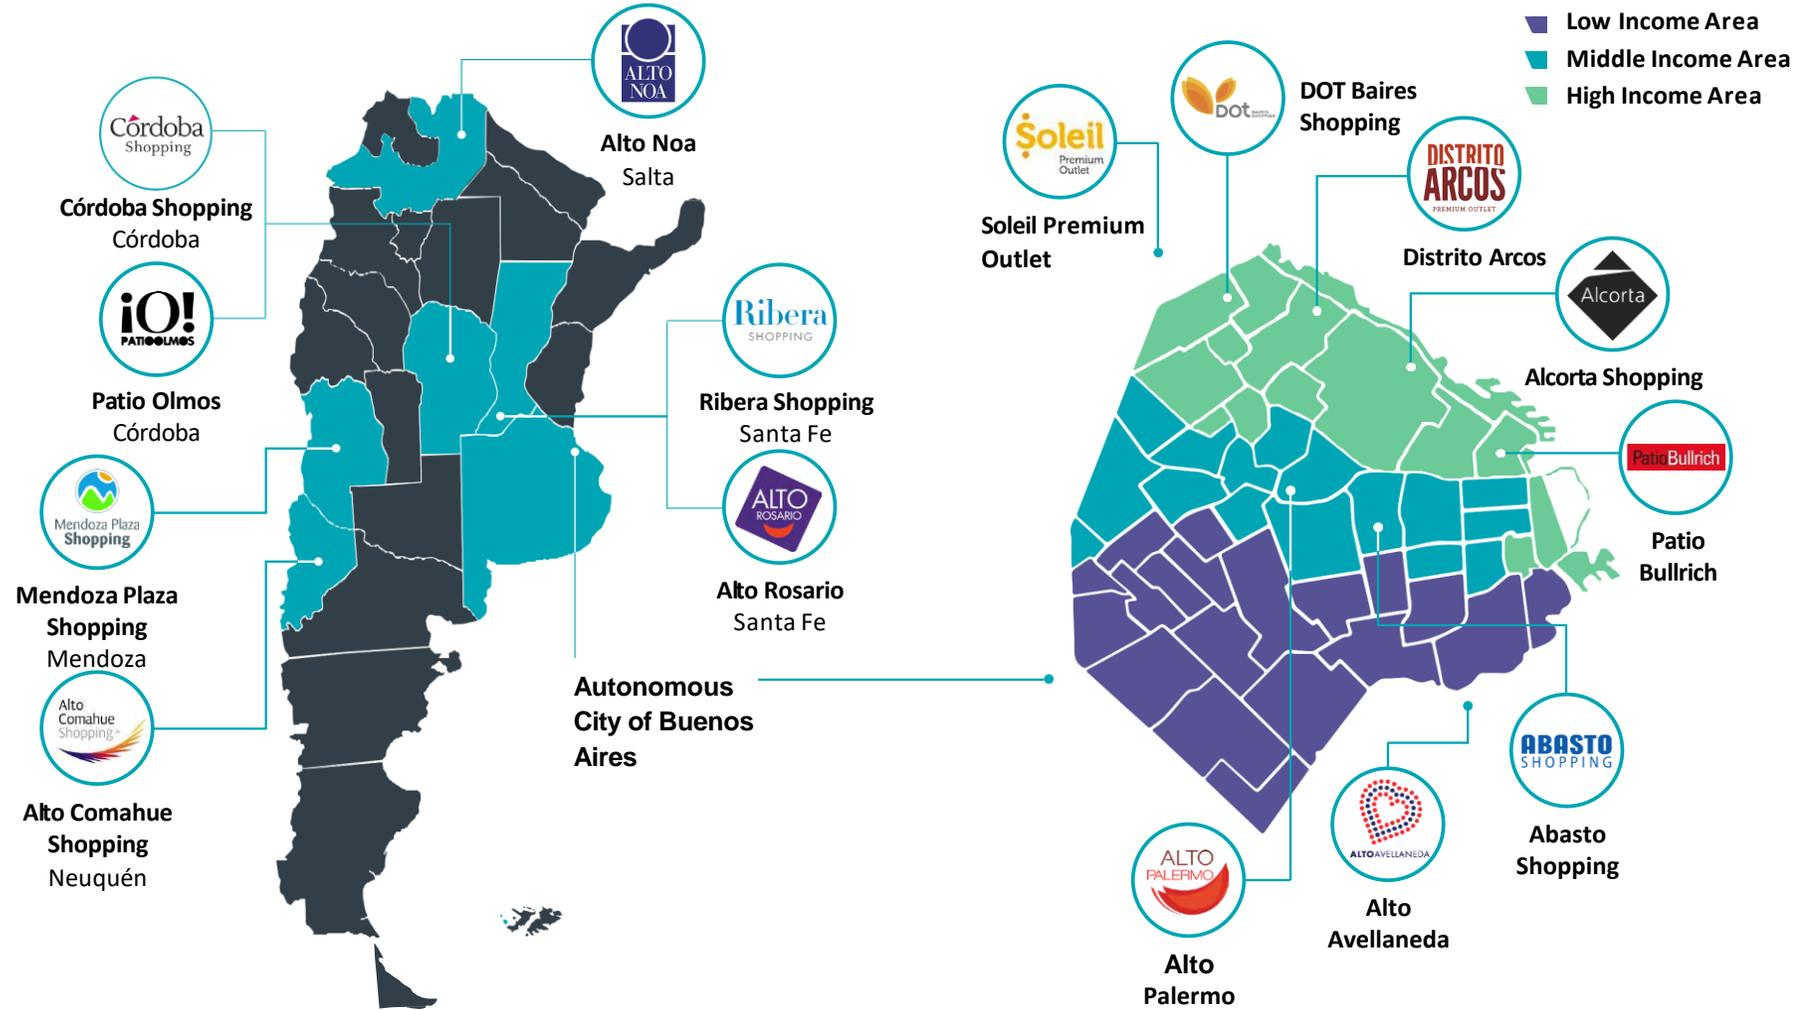 Low Income Area
Middle Income Area
High Income Area
ALTO
NOA
Alto Noa
Salta
Córdoba
Shopping
Córdoba Shopping
Córdoba
¡O!
PATIOOLMOS
Patio Olmos
Córdoba
Mendoza Plaza
Shopping
Mendoza Plaza
Shopping
Mendoza
Alto
Comahue
Shopping
Alto Comahue
Shopping
Neuquén
Ribera
SHOPPING
Ribera Shopping
Santa Fe
ALTO
ROSARIO
Alto Rosario
Santa Fe
Autonomous
City of Buenos
Aires
Soleil
Premium
Outlet
Soleil Premium
Outlet
DOT BAIRES
SHOPPING
DOT Baires
Shopping
DISTRITO
ARCOS
PREMIUM OUTLET
Distrito Arcos
Alcorta
Alcorta Shopping
PatioBullrich
Patio
Bullrich
ABASTO
SHOPPING
Abasto
Shopping
ALTOAVELLANEDA
Alto
Avellaneda
ALTO
PALERMO
Alto
Palermo